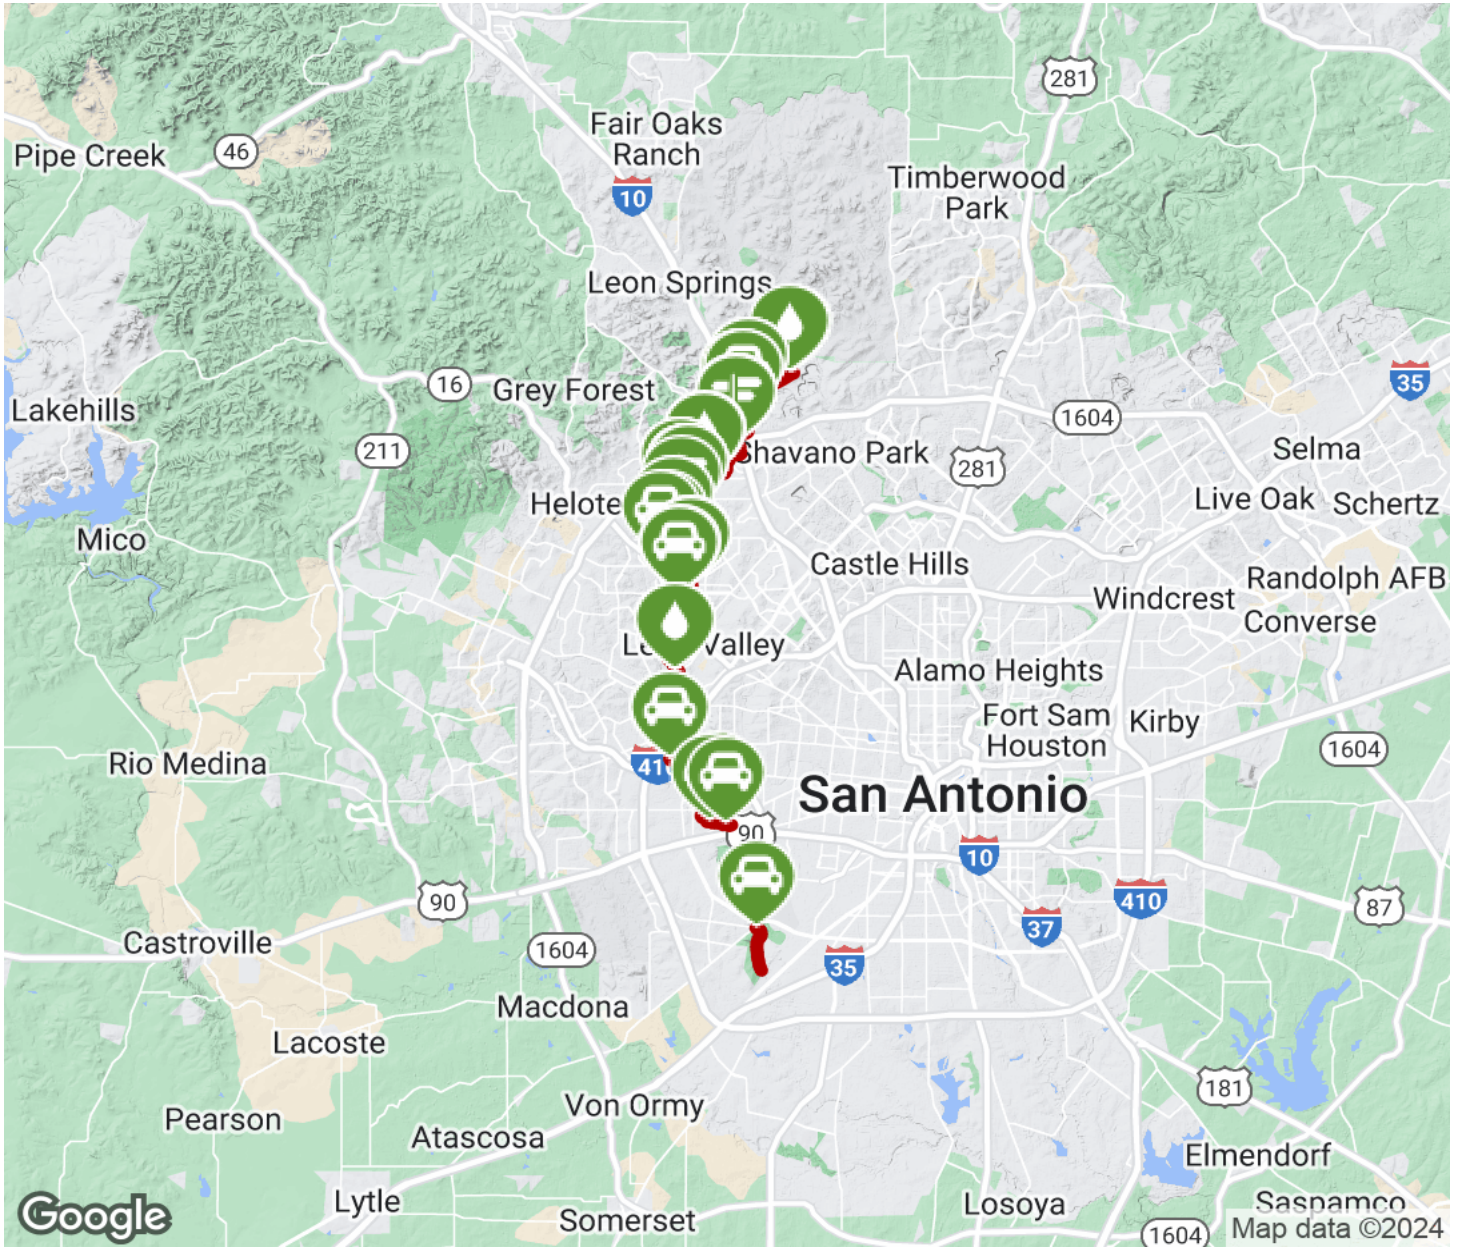 281
Fair Oaks
Ranch
Pipe Creek
46
10
Timberwood
Park
Leon Springs
16
Grey Forest
35
Lakehills
1604
211
Shavano Park
281
Selma
Helote
Live Oak
Schertz
Mico
Castle Hills
Randolph AFB
Windcrest
Converse
Valley
Alamo Heights
Fort Sam
Houston
Kirby
1604
Rio Medina
San Antonio
90
10
90
410
87
37
Castroville
1604
35
Macdona
Lacoste
181
Von Ormy
Pearson
Atascosa
Elmendorf
Lytle
Losoya
Saspamco
Somerset
Google
1604
Map data ©2024